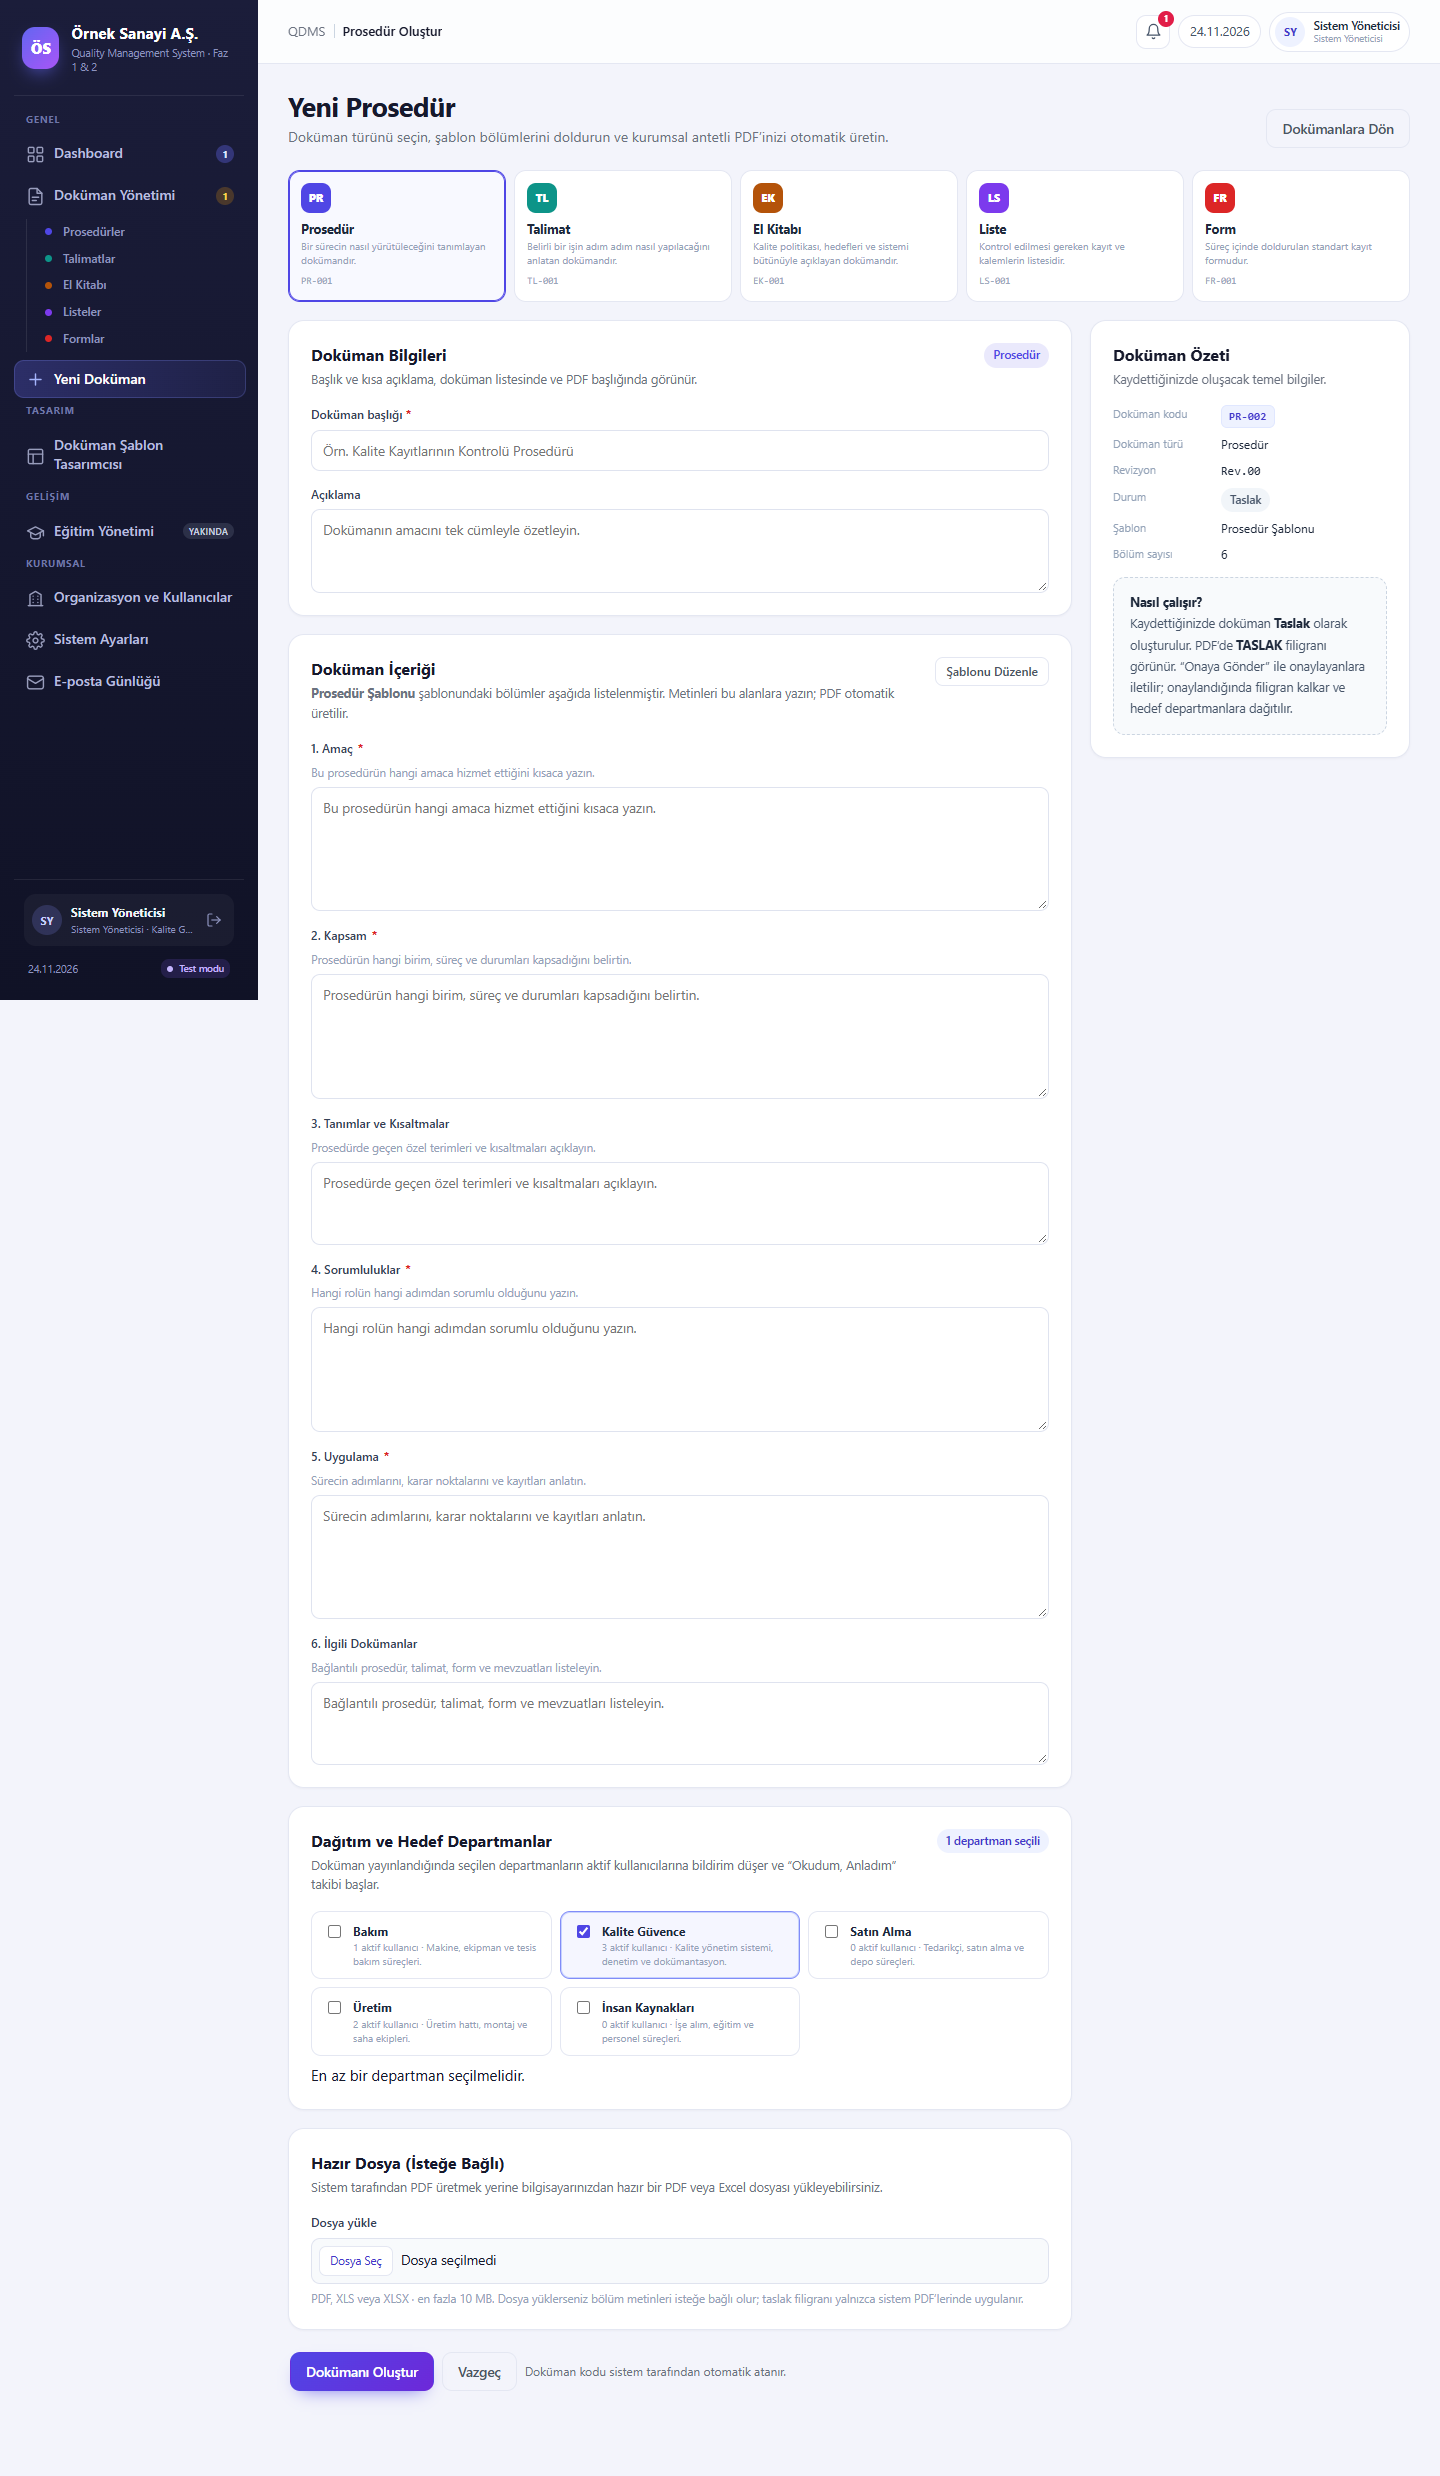 ÖS
Örnek Sanayi A.Ş.
Quality Management System · Faz
1 & 2
GENEL
Dashboard 1
Doküman Yönetimi 1
Prosedürler
Talimatlar
El Kitabı
Listeler
Formlar
Yeni Doküman
TASARIM
Doküman Şablon
Tasarımcısı
GELİŞİM
Eğitim Yönetimi YAKINDA
KURUMSAL
Organizasyon ve Kullanıcılar
Sistem Ayarları
E-posta Günlüğü
SY
Sistem Yöneticisi
Sistem Yöneticisi · Kalite G...
24.11.2026 Test modu
QDMS Prosedür Oluştur
1
24.11.2026
SY
Sistem Yöneticisi
Sistem Yöneticisi
Yeni Prosedür
Doküman türünü seçin, şablon bölümlerini doldurun ve kurumsal antetli PDF'inizi otomatik üretin.
Dokümanlara Dön
PR
Prosedür
Bir sürecin nasıl yürütüleceğini tanımlayan
dokümandır.
PR-001
TL
Talimat
Belirli bir işin adım adım nasıl yapılacağını
anlatan dokümandır.
TL-001
EK
El Kitabı
Kalite politikası, hedefleri ve sistemi
bütünüyle açıklayan dokümandır.
EK-001
LS
Liste
Kontrol edilmesi gereken kayıt ve
kalemlerin listesidir.
LS-001
FR
Form
Süreç içinde doldurulan standart kayıt
formudur.
FR-001
Doküman Bilgileri
Prosedür
Başlık ve kısa açıklama, doküman listesinde ve PDF başlığında görünür.
Doküman başlığı *
Örn. Kalite Kayıtlarının Kontrolü Prosedürü
Açıklama
Dokümanın amacını tek cümleyle özetleyin.
Doküman Özeti
Kaydettiğinizde oluşacak temel bilgiler.
Doküman kodu PR-002
Doküman türü Prosedür
Revizyon Rev.00
Durum Taslak
Şablon Prosedür Şablonu
Bölüm sayısı 6
Nasıl çalışır?
Kaydettiğinizde doküman Taslak olarak
oluşturulur. PDF'de TASLAK filigranı
görünür. “Onaya Gönder” ile onaylayanlara
iletilir; onaylandığında filigran kalkar ve
hedef departmanlara dağıtılır.
Doküman İçeriği
Şablonu Düzenle
Prosedür Şablonu şablonundaki bölümler aşağıda listelenmiştir. Metinleri bu alanlara yazın; PDF otomatik
üretilir.
1. Amaç *
Bu prosedürün hangi amaca hizmet ettiğini kısaca yazın.
Bu prosedürün hangi amaca hizmet ettiğini kısaca yazın.
2. Kapsam *
Prosedürün hangi birim, süreç ve durumları kapsadığını belirtin.
Prosedürün hangi birim, süreç ve durumları kapsadığını belirtin.
3. Tanımlar ve Kısaltmalar
Prosedürde geçen özel terimleri ve kısaltmaları açıklayın.
Prosedürde geçen özel terimleri ve kısaltmaları açıklayın.
4. Sorumluluklar *
Hangi rolün hangi adımdan sorumlu olduğunu yazın.
Hangi rolün hangi adımdan sorumlu olduğunu yazın.
5. Uygulama *
Sürecin adımlarını, karar noktalarını ve kayıtları anlatın.
Sürecin adımlarını, karar noktalarını ve kayıtları anlatın.
6. İlgili Dokümanlar
Bağlantılı prosedür, talimat, form ve mevzuatları listeleyin.
Bağlantılı prosedür, talimat, form ve mevzuatları listeleyin.
Dağıtım ve Hedef Departmanlar
1 departman seçili
Doküman yayınlandığında seçilen departmanların aktif kullanıcılarına bildirim düşer ve “Okudum, Anladım”
takibi başlar.
Bakım
1 aktif kullanıcı · Makine, ekipman ve tesis
bakım süreçleri.
Kalite Güvence
3 aktif kullanıcı · Kalite yönetim sistemi,
denetim ve dokümantasyon.
Satın Alma
0 aktif kullanıcı · Tedarikçi, satın alma ve
depo süreçleri.
Üretim
2 aktif kullanıcı · Üretim hattı, montaj ve
saha ekipleri.
İnsan Kaynakları
0 aktif kullanıcı · İşe alım, eğitim ve
personel süreçleri.
En az bir departman seçilmelidir.
Hazır Dosya (İsteğe Bağlı)
Sistem tarafından PDF üretmek yerine bilgisayarınızdan hazır bir PDF veya Excel dosyası yükleyebilirsiniz.
Dosya yükle
Dosya Seç Dosya seçilmedi
PDF, XLS veya XLSX · en fazla 10 MB. Dosya yüklerseniz bölüm metinleri isteğe bağlı olur; taslak filigranı yalnızca sistem PDF'lerinde uygulanır.
Dokümanı Oluştur Vazgeç Doküman kodu sistem tarafından otomatik atanır.